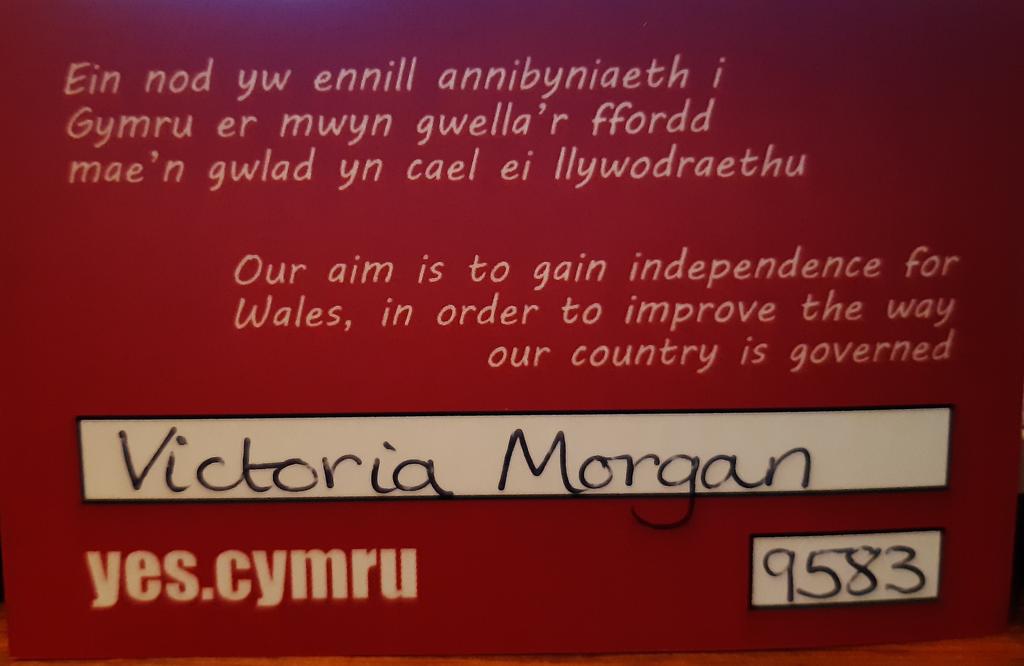 Ein nod yw ennill annibyniaeth i
Gymru er mwyn gwella'r ffordd
mae'n gwlad yn cael ei llywodraethu
Our aim is to gain independence for
Wales, in order to improve the way
our country is governed
Victoria Morgan
yes.cymru
9583